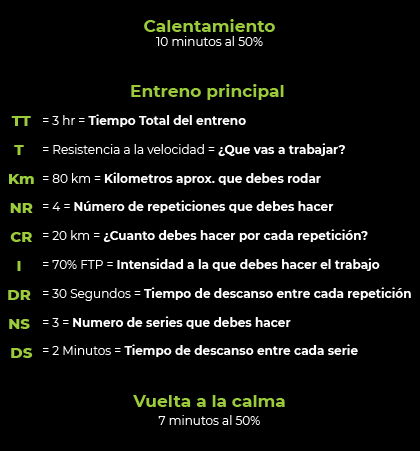 Calentamiento
10 minutos al 50%
Entreno principal
TT = 3 hr = Tiempo Total del entreno
T = Resistencia a la velocidad = ¿Que vas a trabajar?
Km = 80 km = Kilometros aprox. que debes rodar
NR = 4 = Número de repeticiones que debes hacer
CR = 20 km = ¿Cuanto debes hacer por cada repetición?
I = 70% FTP = Intensidad a la que debes hacer el trabajo
DR = 30 Segundos = Tiempo de descanso entre cada repetición
NS = 3 = Numero de series que debes hacer
DS = 2 Minutos = Tiempo de descanso entre cada serie
Vuelta a la calma
7 minutos al 50%